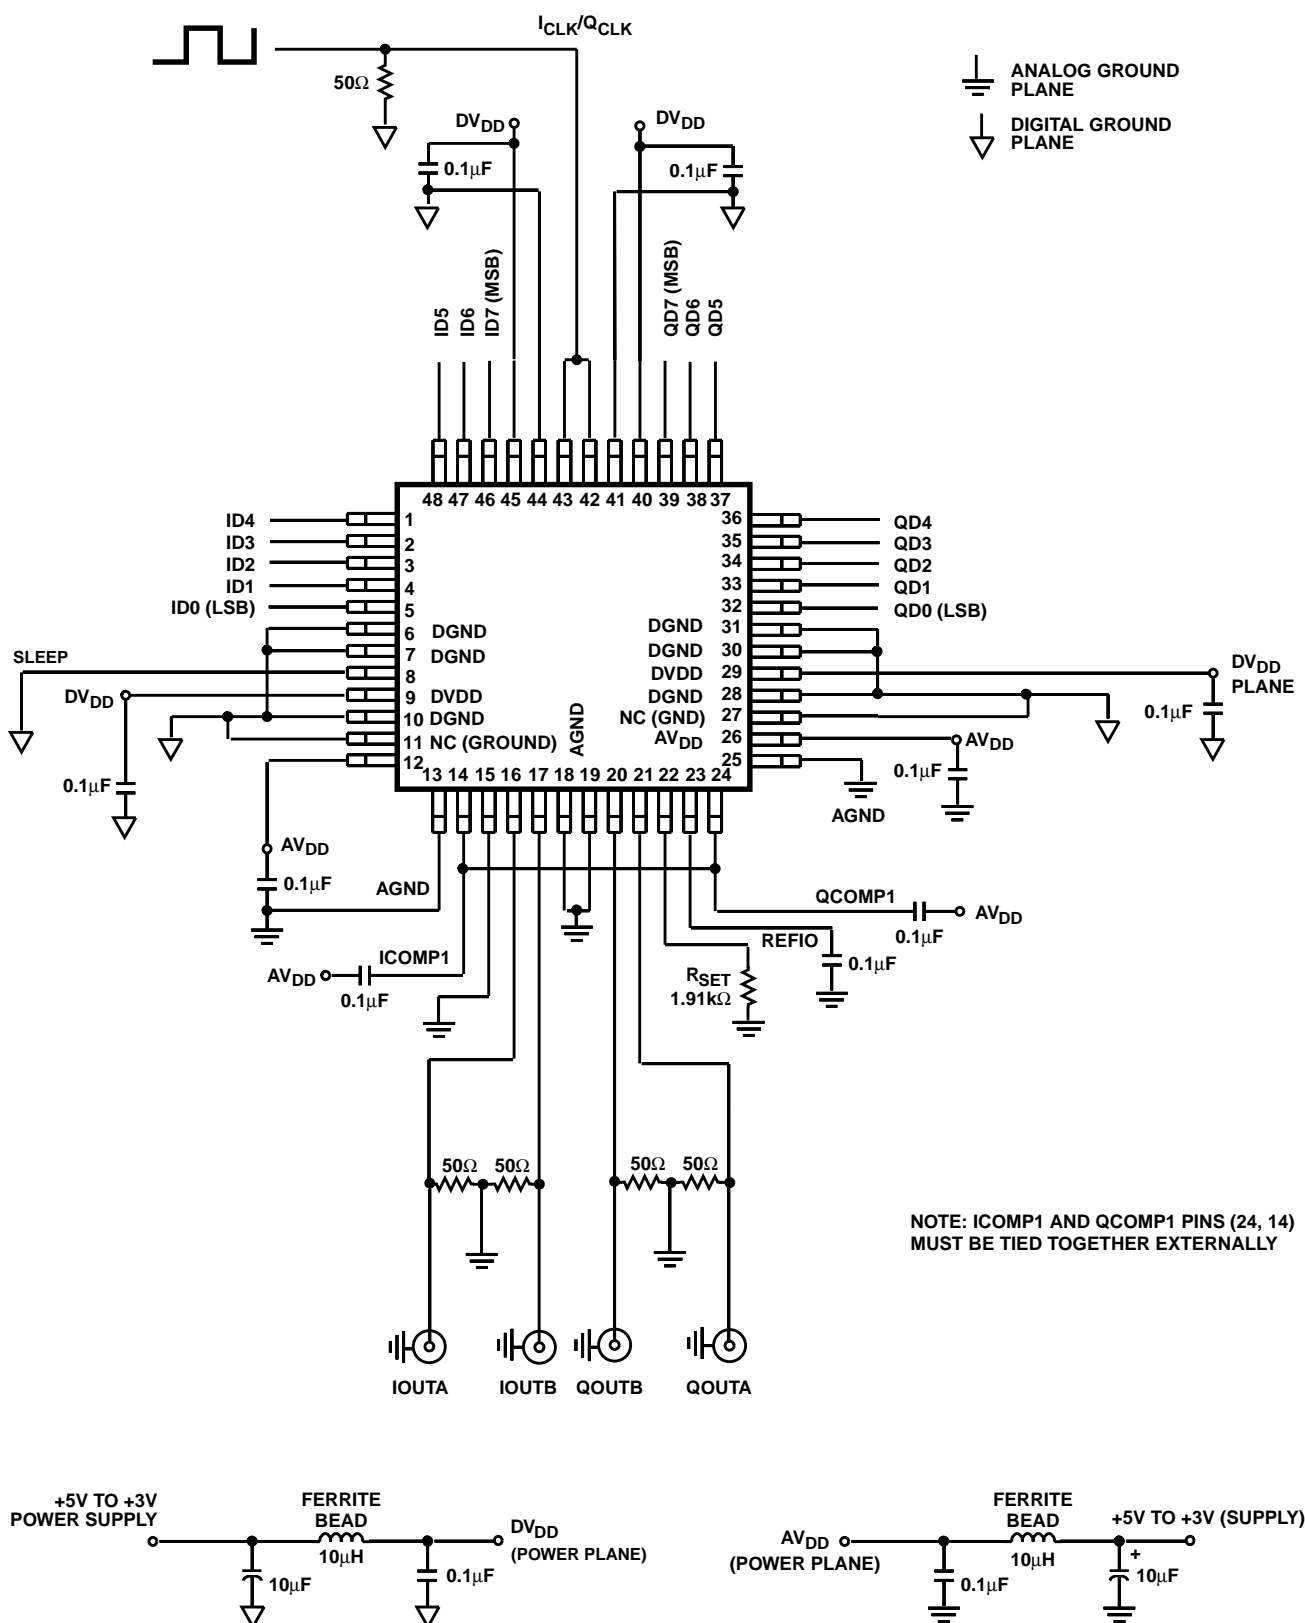 I_CLK/Q_CLK
50Ω
ANALOG GROUND
PLANE
DIGITAL GROUND
PLANE
DV_DD
DV_DD
0.1µF
0.1µF
ID5
ID6
ID7 (MSB)
QD7 (MSB)
QD6
QD5
48 47 46 45 44 43 42 41 40 39 38 37
ID4
ID3
ID2
ID1
ID0 (LSB)
SLEEP
DV_DD
0.1µF
1
2
3
4
5
6 DGND
7 DGND
8
9 DVDD
10 DGND
11 NC (GROUND)
12
AGND
36
35
34
33
32
DGND 31
DGND 30
DVDD 29
DGND 28
NC (GND) 27
AV_DD 26
25
QD4
QD3
QD2
QD1
QD0 (LSB)
DV_DD
PLANE
0.1µF
AV_DD
0.1µF
AGND
13 14 15 16 17 18 19 20 21 22 23 24
AV_DD
0.1µF
AGND
QCOMP1
AV_DD
0.1µF
ICOMP1
AV_DD
0.1µF
REFIO
0.1µF
R_SET
1.91kΩ
50Ω 50Ω
50Ω 50Ω
NOTE: ICOMP1 AND QCOMP1 PINS (24, 14)
MUST BE TIED TOGETHER EXTERNALLY
IOUTA
IOUTB
QOUTB
QOUTA
+5V TO +3V
POWER SUPPLY
FERRITE
BEAD
10µH
10µF
0.1µF
DV_DD
(POWER PLANE)
AV_DD
(POWER PLANE)
FERRITE
BEAD
10µH
0.1µF
+
10µF
+5V TO +3V (SUPPLY)